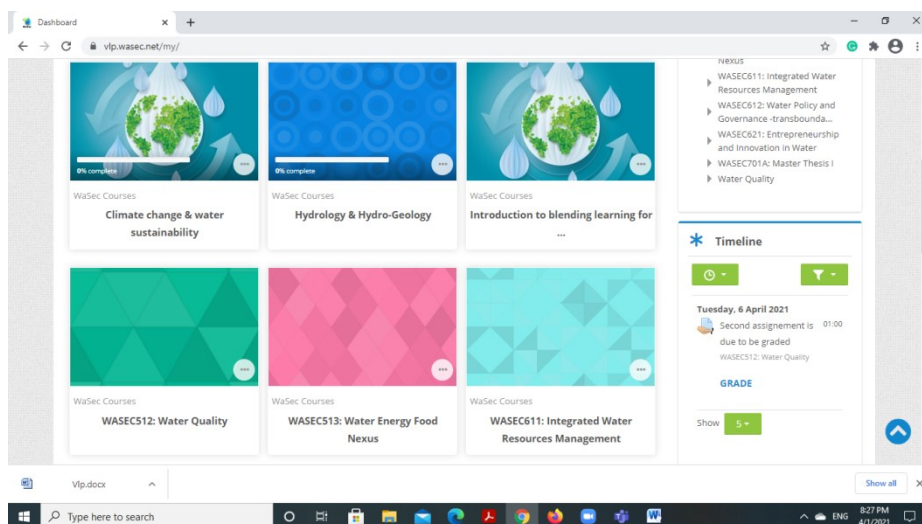 Dashboard
vlp.wasec.net/my/
0% complete
WaSec Courses
Climate change & water
sustainability
0% complete
WaSec Courses
Hydrology & Hydro-Geology
WaSec Courses
Introduction to blending learning for
...
WaSec Courses
WASEC512: Water Quality
WaSec Courses
WASEC513: Water Energy Food
Nexus
WaSec Courses
WASEC611: Integrated Water
Resources Management
Nexus
WASEC611: Integrated Water
Resources Management
WASEC612: Water Policy and
Governance -transbounda...
WASEC621: Entrepreneurship
and Innovation in Water
WASEC701A: Master Thesis I
Water Quality
Timeline
Tuesday, 6 April 2021
Second assignement is 01:00
due to be graded
WASEC512: Water Quality
GRADE
Show 5
Vlp.docx
Show all
Type here to search
ENG
8:27 PM
4/1/2021